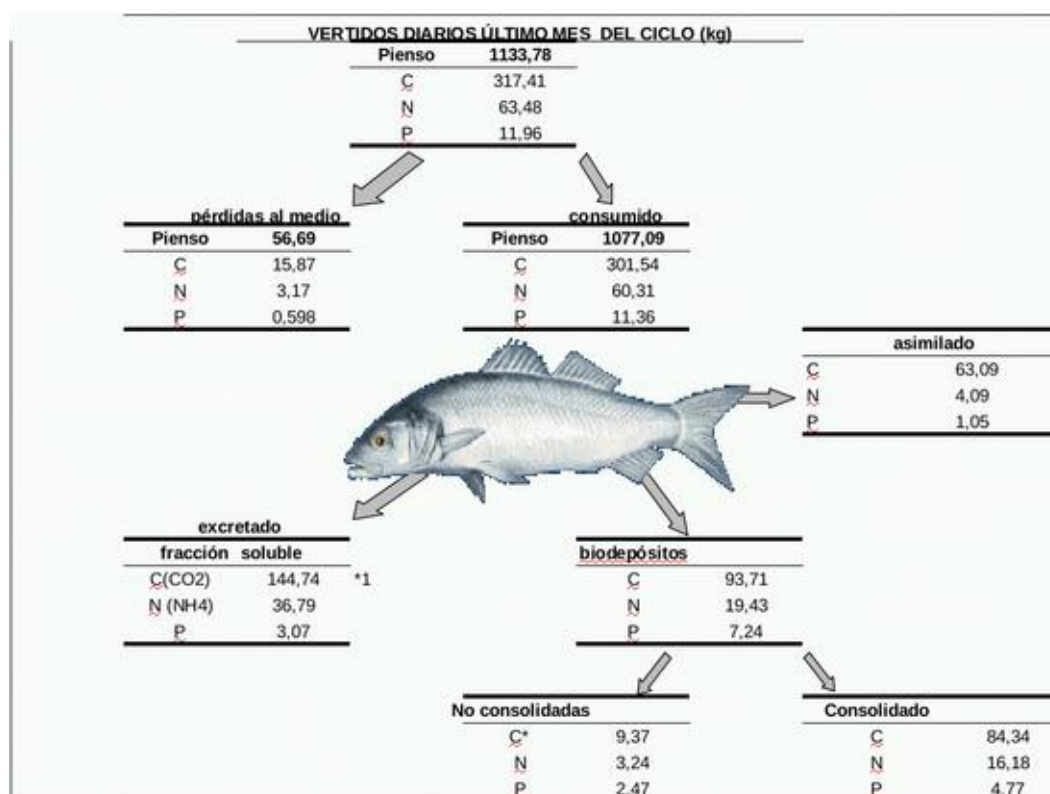 VERTIDOS DIARIOS ÚLTIMO MES DEL CICLO (kg)
Pienso 1133,78
C 317,41
N 63,48
P 11,96
pérdidas al medio
Pienso 56,69
C 15,87
N 3,17
P 0,598
consumido
Pienso 1077,09
C 301,54
N 60,31
P 11,36
asimilado
C 63,09
N 4,09
P 1,05
excretado
fracción soluble
C(CO2) 144,74 *1
N (NH4) 36,79
P 3,07
biodepósitos
C 93,71
N 19,43
P 7,24
No consolidadas
C* 9,37
N 3,24
P 2,47
Consolidado
C 84,34
N 16,18
P 4,77